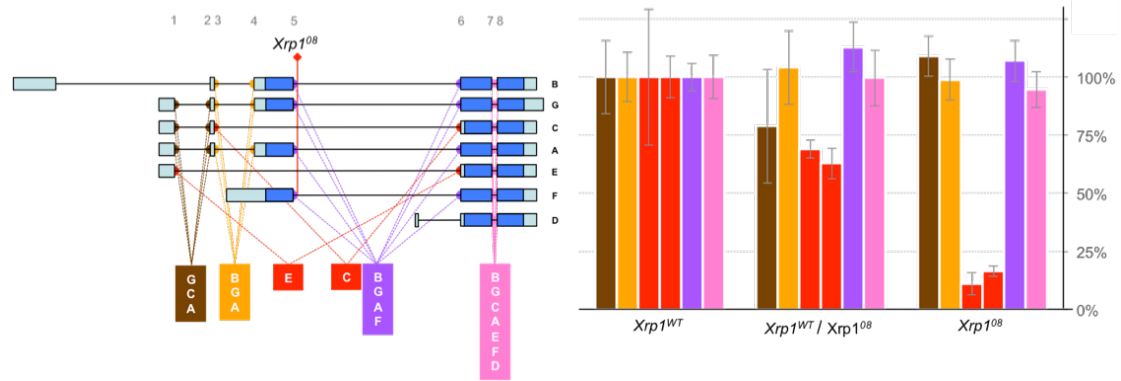 1 2 3 4 5 6 7 8
Xrp1⁰⁸
B
G
C
A
E
F
D
G
C
A
B
G
A
E
C
B
G
A
F
B
G
C
A
E
F
D
100%
75%
50%
25%
0%
Xrp1ᵂᵀ
Xrp1ᵂᵀ / Xrp1⁰⁸
Xrp1⁰⁸